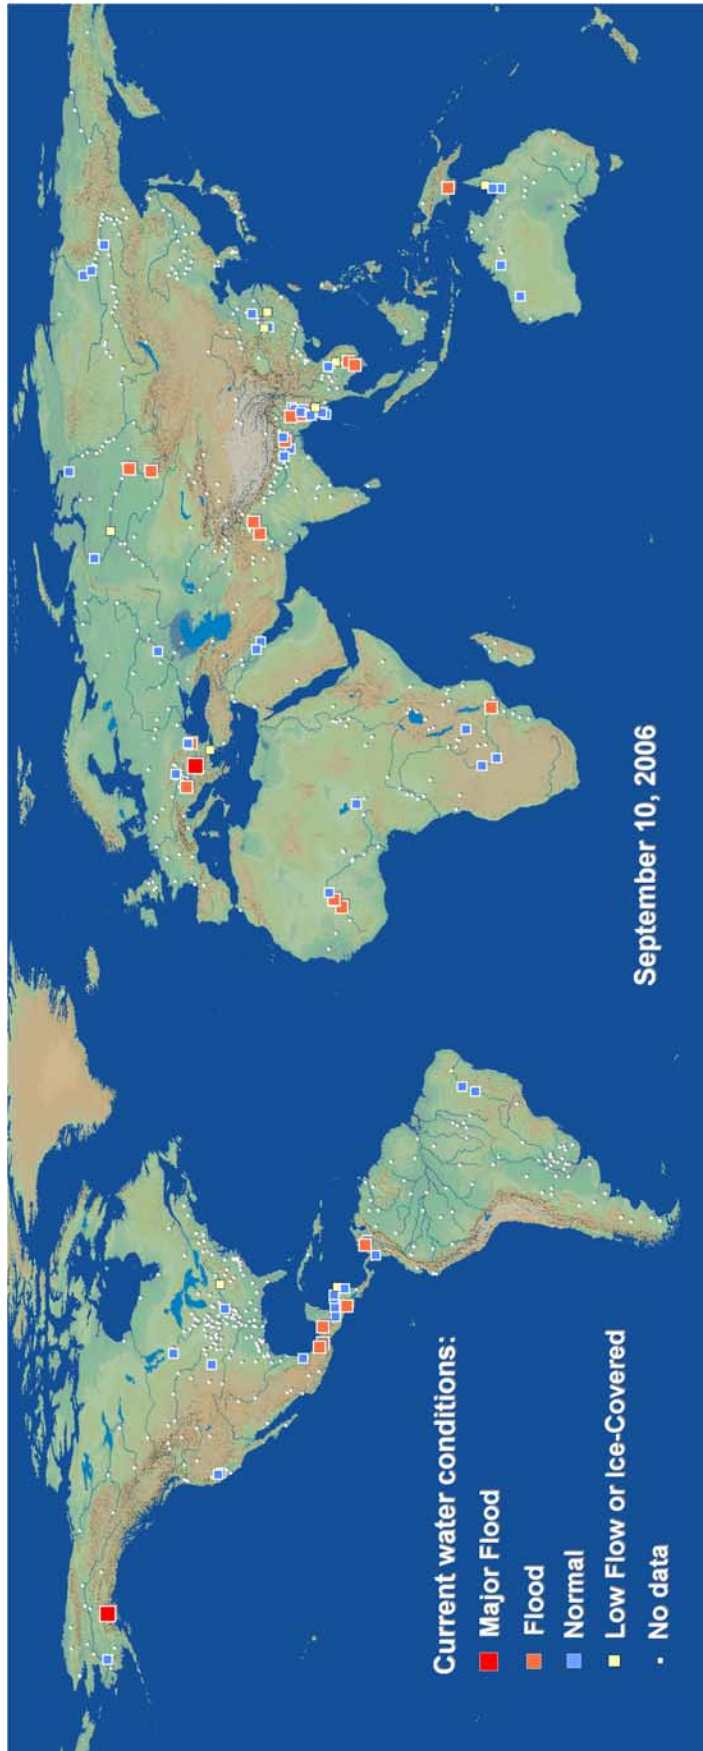 September 10, 2006
Current water conditions:
Major Flood
Flood
Normal
Low Flow or Ice-Covered
No data